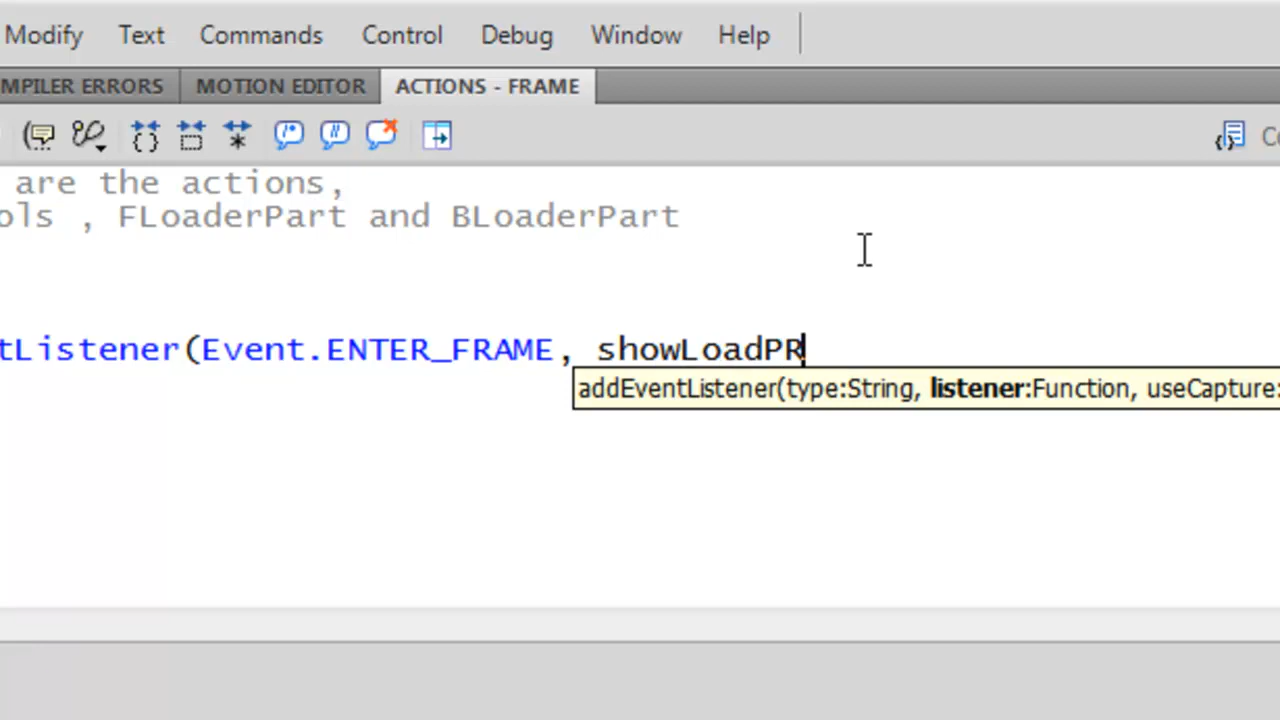 Modify Text Commands Control Debug Window Help
MPILER ERRORS MOTION EDITOR ACTIONS - FRAME
Co
are the actions,
ols , FLoaderPart and BLoaderPart
tListener(Event.ENTER_FRAME, showLoadPR
addEventListener(type:String, listener:Function, useCapture: